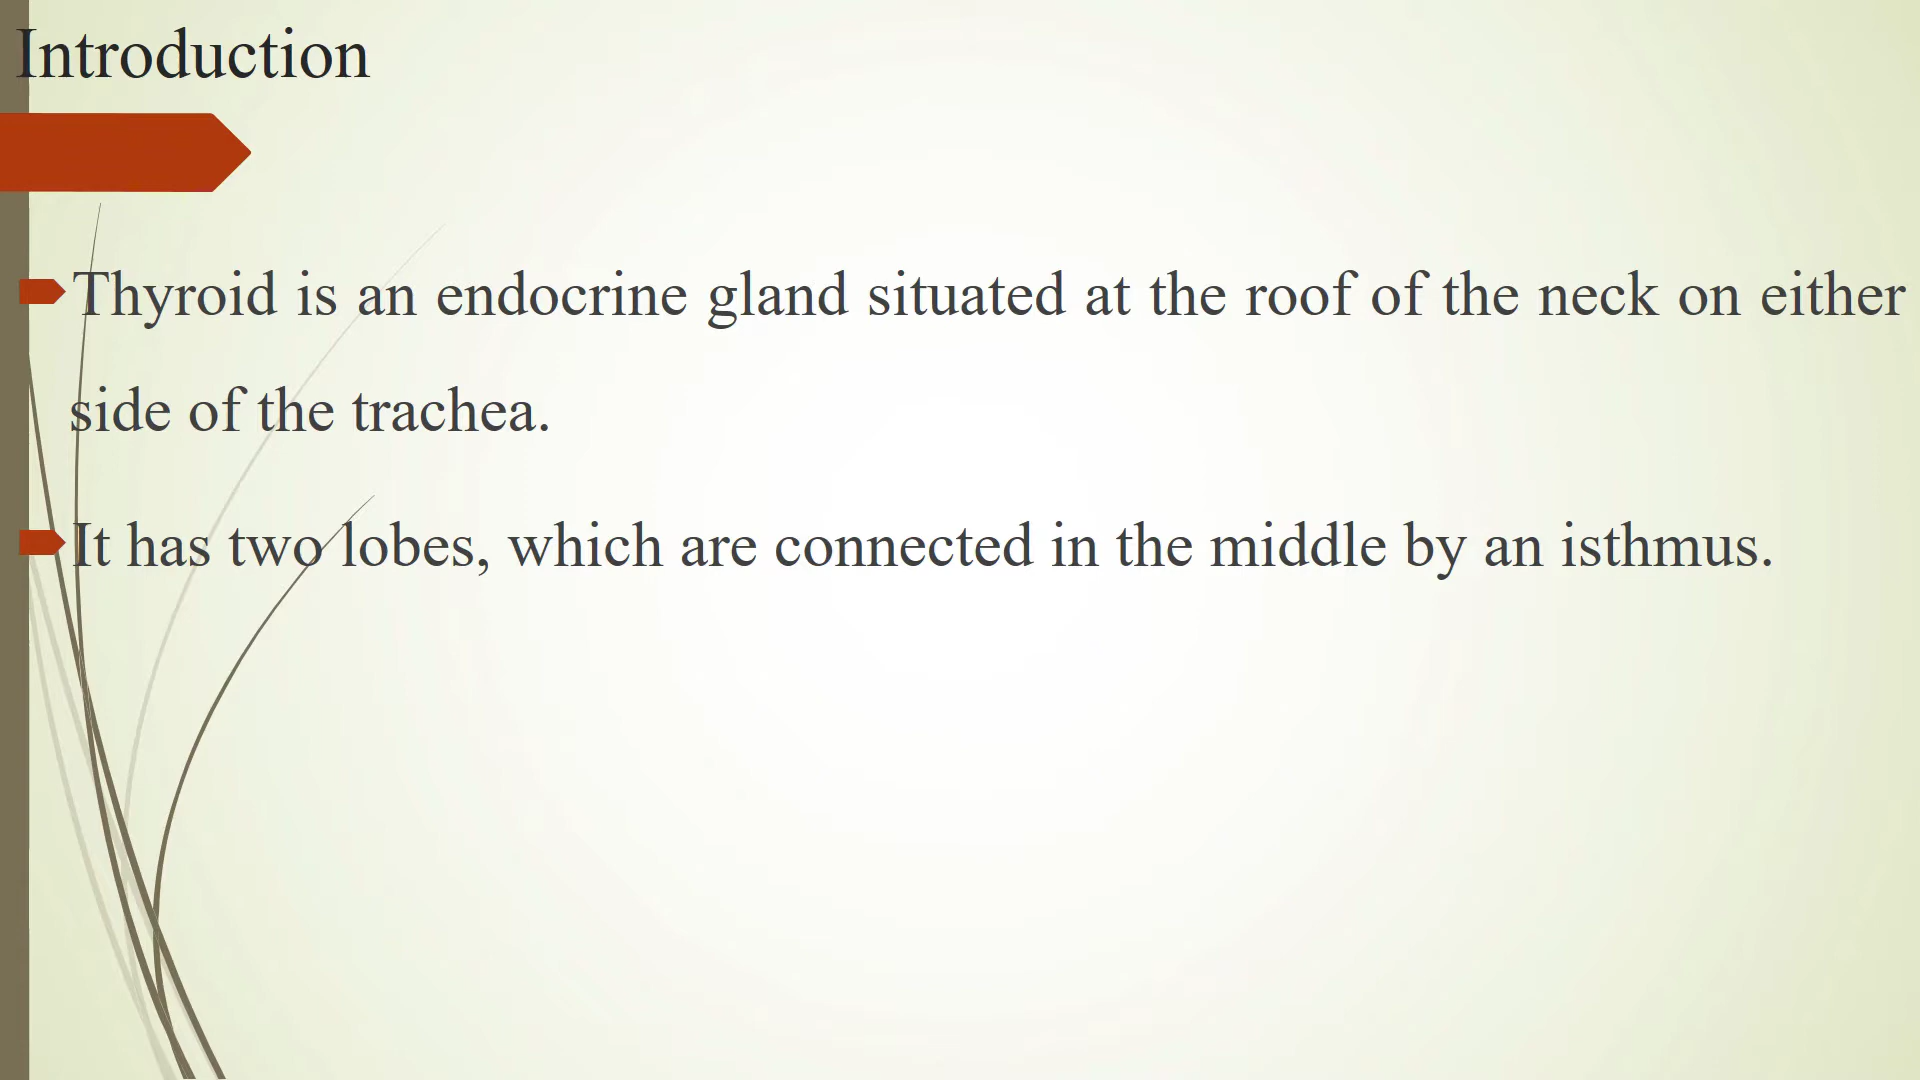 Introduction
Thyroid is an endocrine gland situated at the roof of the neck on either
side of the trachea.
It has two lobes, which are connected in the middle by an isthmus.